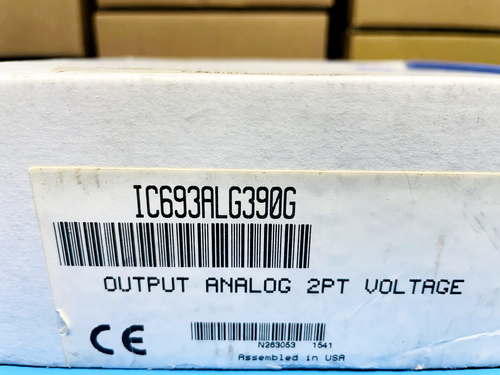 IC693ALG390G
OUTPUT ANALOG 2PT VOLTAGE
CE
N263053 1541
Assembled in USA